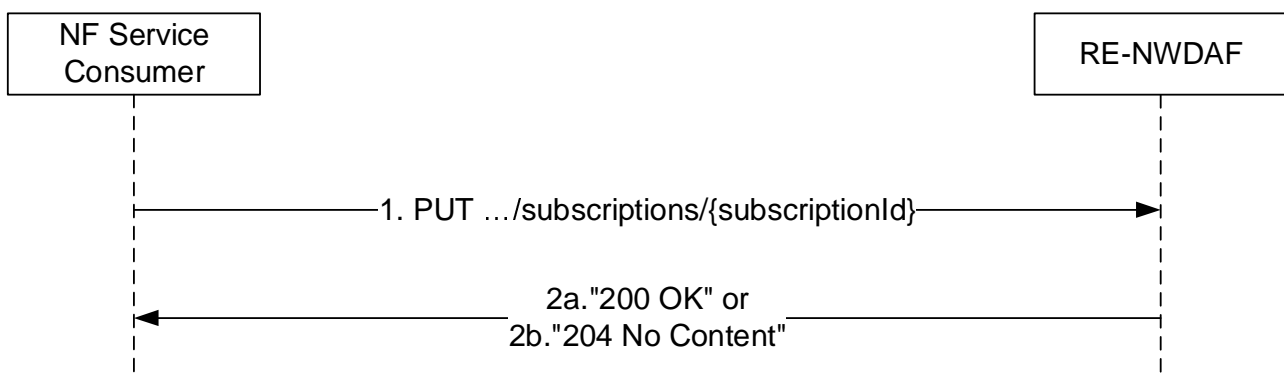 NF Service
Consumer
RE-NWDAF
1. PUT …/subscriptions/{subscriptionId}
2a."200 OK" or
2b."204 No Content"